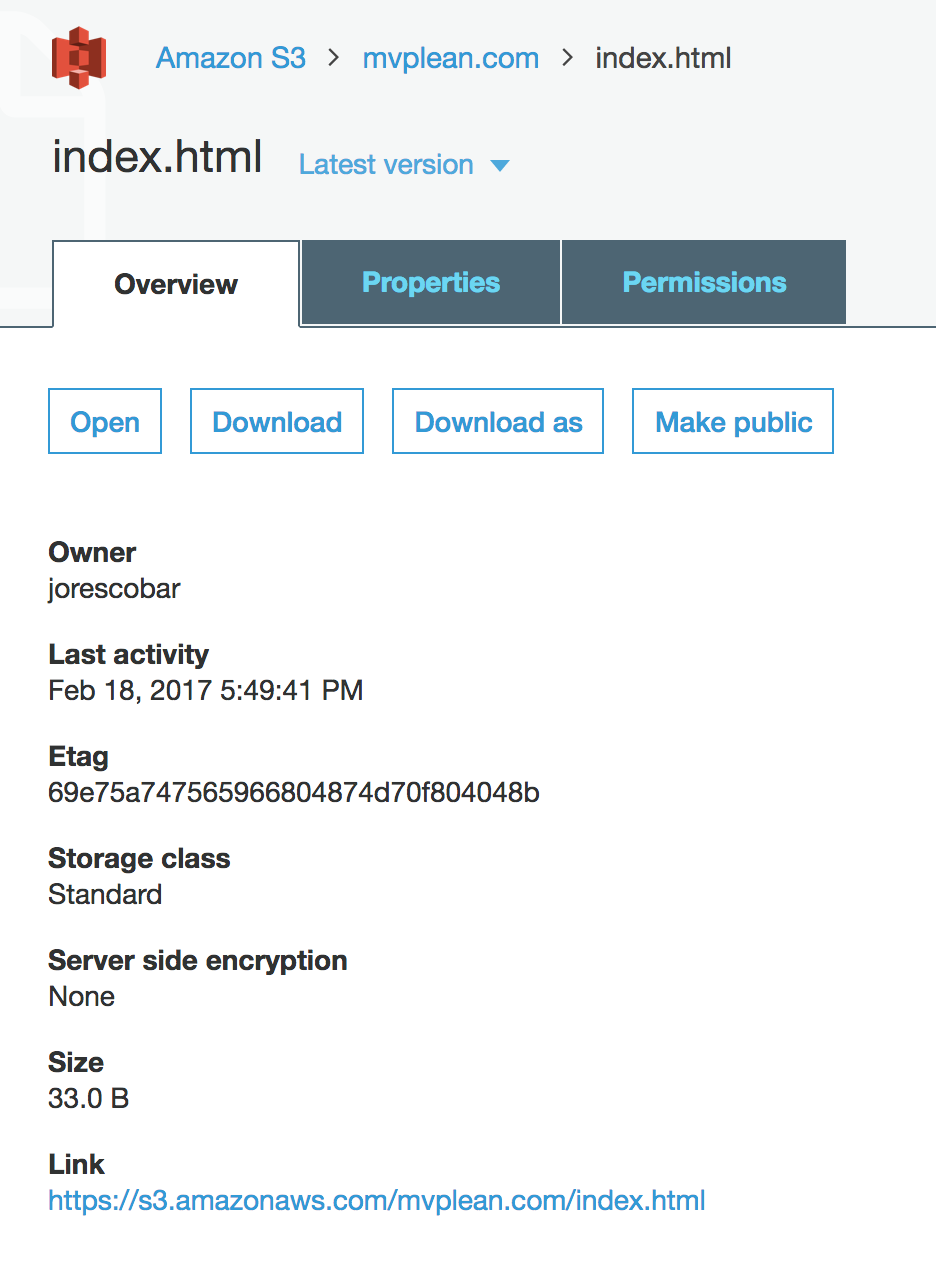 Amazon S3 > mvplean.com > index.html
index.html Latest version
Overview Properties Permissions
Open Download Download as Make public
Owner
jorescobar
Last activity
Feb 18, 2017 5:49:41 PM
Etag
69e75a747565966804874d70f804048b
Storage class
Standard
Server side encryption
None
Size
33.0 B
Link
https://s3.amazonaws.com/mvplean.com/index.html